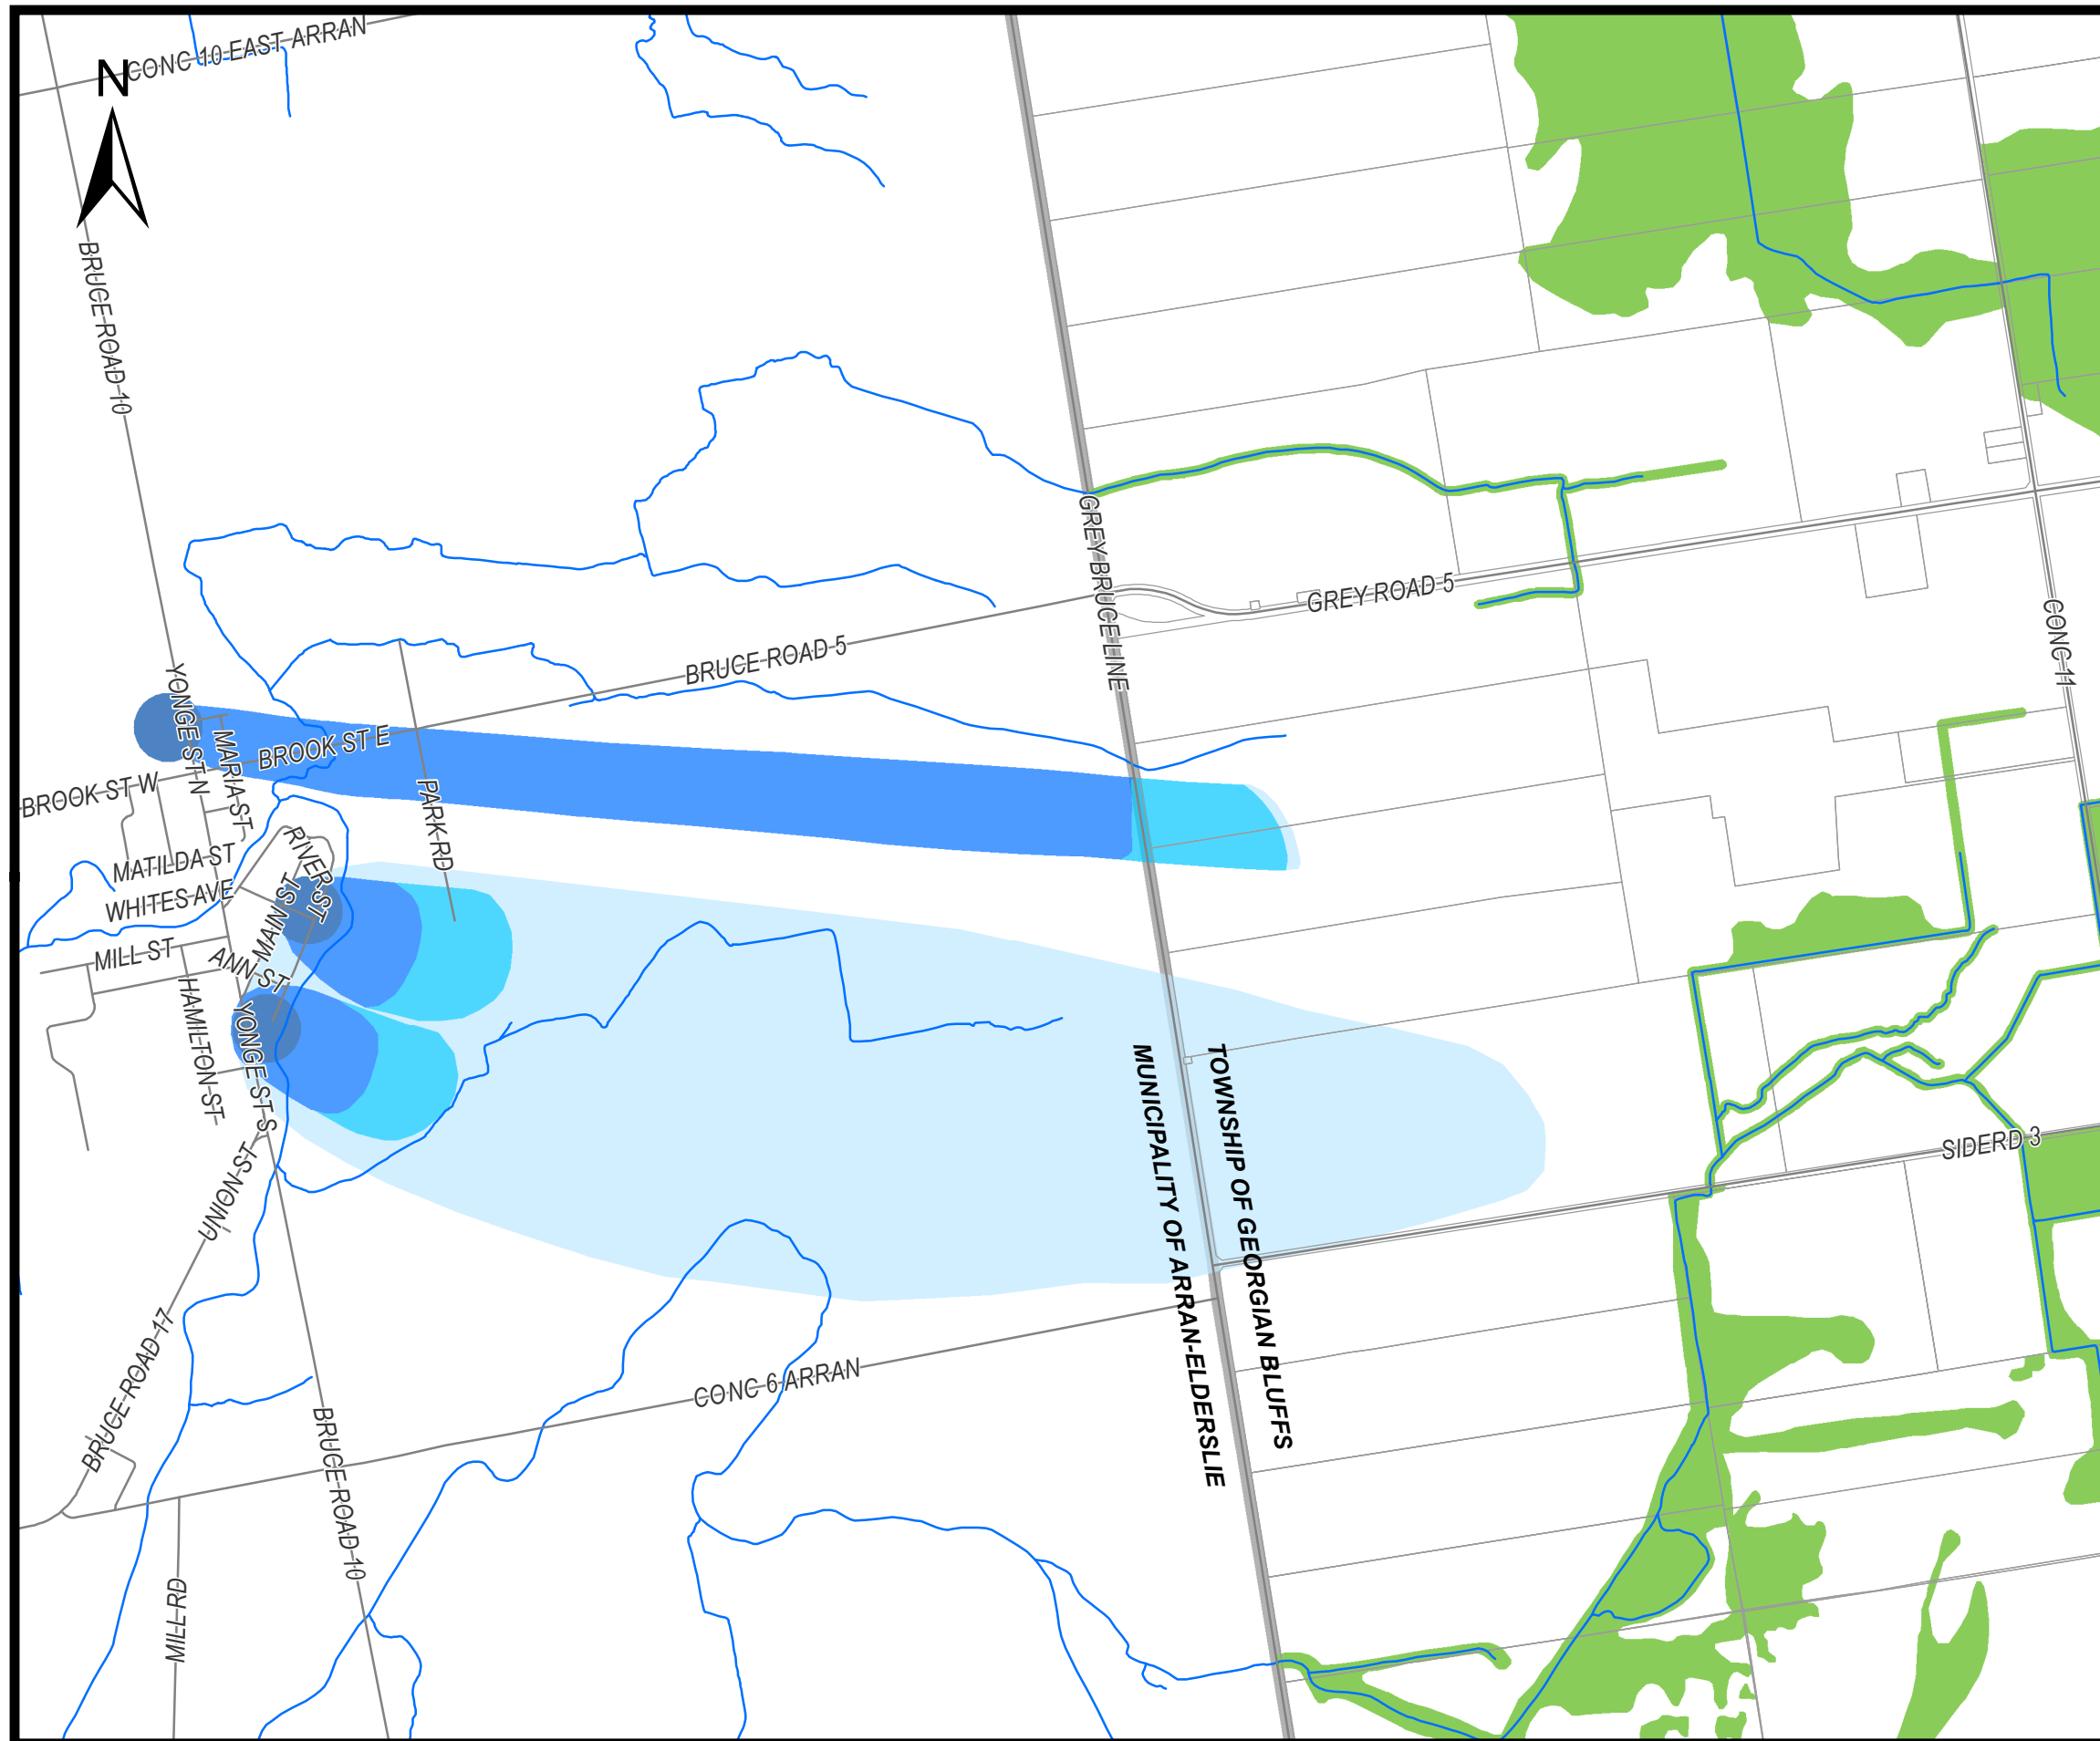 CONC 10 EAST ARRAN
N
BRUCE ROAD 10
GREY BRUCE LINE
GREY ROAD 5
CONC 11
BRUCE ROAD 5
YONGE ST N
MARIA ST
BROOK ST E
BROOK ST W
PARK RD
MATILDA ST
RIVER ST
WHITES AVE
MAIN ST
MILL ST
ANN ST
HAMILTON ST
YONGE ST S
MUNICIPALITY OF ARRAN-ELDERSLIE
TOWNSHIP OF GEORGIAN BLUFFS
SIDERD 3
UNION ST
BRUCE ROAD 17
CONC 6 ARRAN
BRUCE ROAD 10
MILL RD